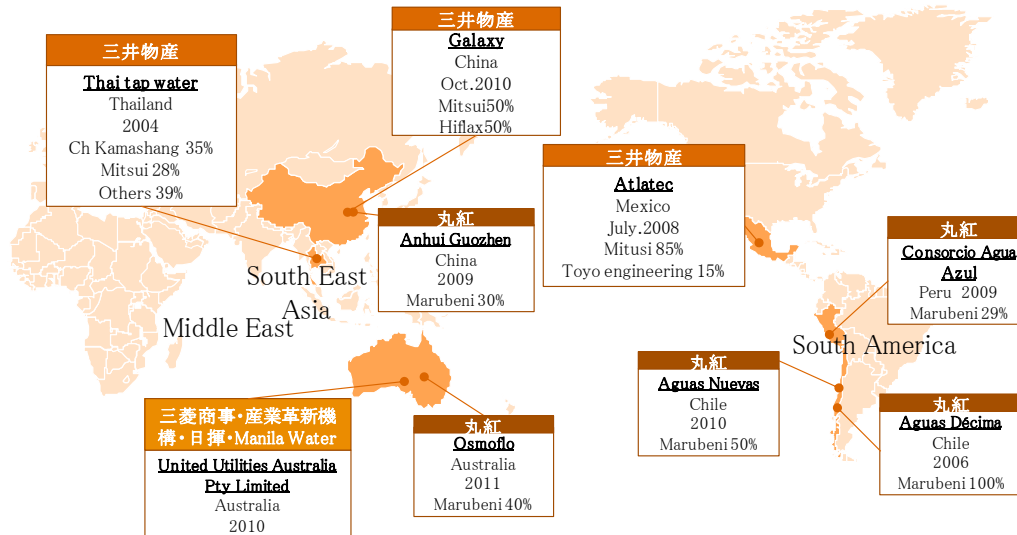 三井物産
Thai tap water
Thailand
2004
Ch Kamashang 35%
Mitsui 28%
Others 39%
Galaxy
China
Oct.2010
Mitsui50%
Hiflax50%
三井物産
Atlatec
Mexico
July.2008
Mitusi 85%
Toyo engineering 15%
丸紅
Anhui Guozhen
China
2009
Marubeni 30%
丸紅
Consorcio Agua
Azul
Peru 2009
Marubeni 29%
South East
Asia
Middle East
South America
丸紅
Aguas Nuevas
Chile
2010
Marubeni 50%
丸紅
Aguas Décima
Chile
2006
Marubeni 100%
三菱商事・産業革新機
構・日揮・Manila Water
United Utilities Australia
Pty Limited
Australia
2010
丸紅
Osmoflo
Australia
2011
Marubeni 40%